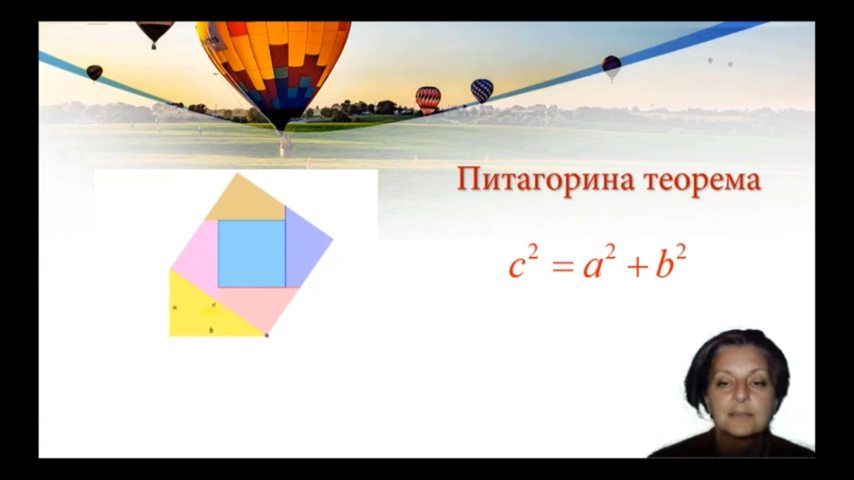 Питагорина теорема
c² = a² + b²
a
c
b